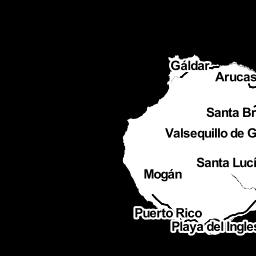 Gáldar
Arucas
Santa Br
Valsequillo de G
Santa Lucí
Mogán
Puerto Rico
Playa del Ingles